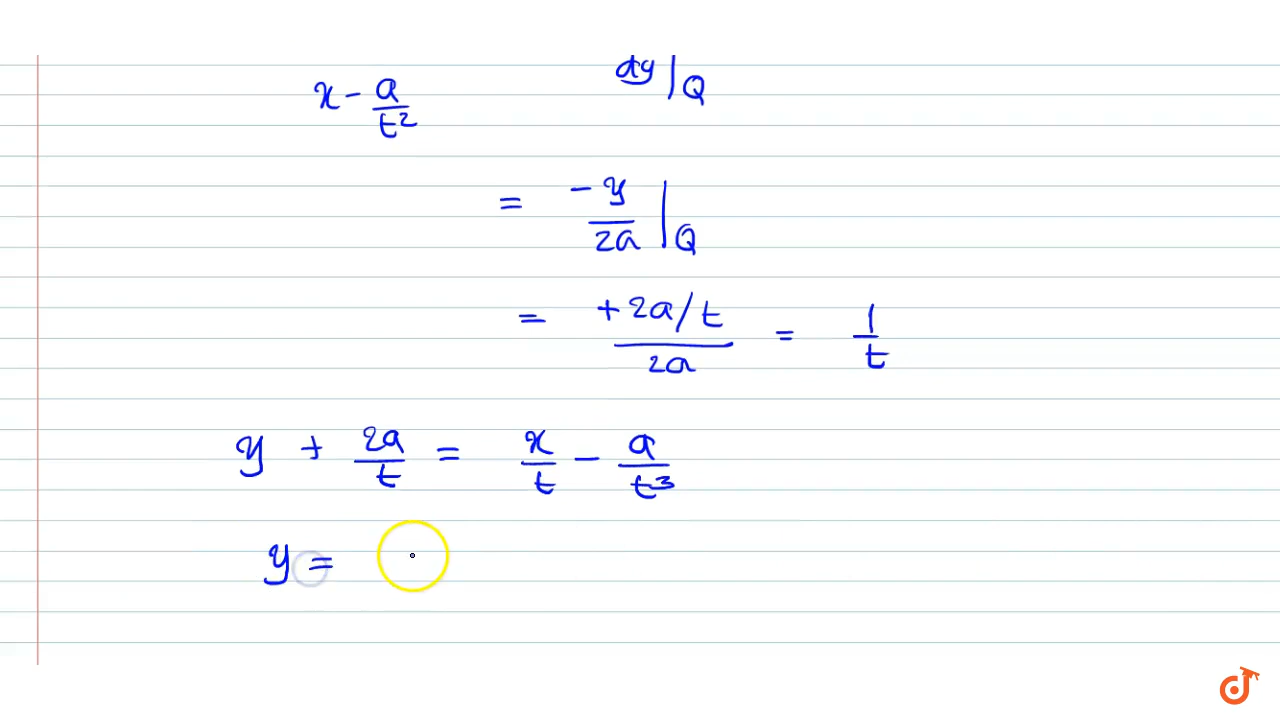 x - a/t² dy|Q
= -y/2a |Q
= +2a/t / 2a = 1/t
y + 2a/t = x/t - a/t³
y =